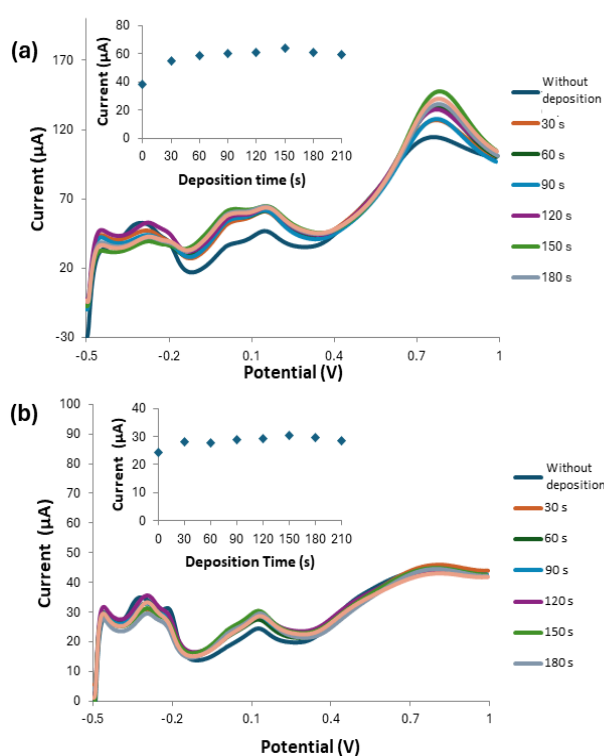 (a)
170
120
70
20
-30
Current (µA)
-0.5
-0.2
0.1
0.4
0.7
1
Potential (V)
80
60
40
20
0
Current (µA)
0 30 60 90 120 150 180 210
Deposition time (s)
Without
deposition
30 s
60 s
90 s
120 s
150 s
180 s
(b)
100
90
80
70
60
50
40
30
20
10
0
Current (µA)
-0.5
-0.2
0.1
0.4
0.7
1
Potential (V)
40
30
20
10
0
Current (µA)
0 30 60 90 120 150 180 210
Deposition Time (s)
Without
deposition
30 s
60 s
90 s
120 s
150 s
180 s